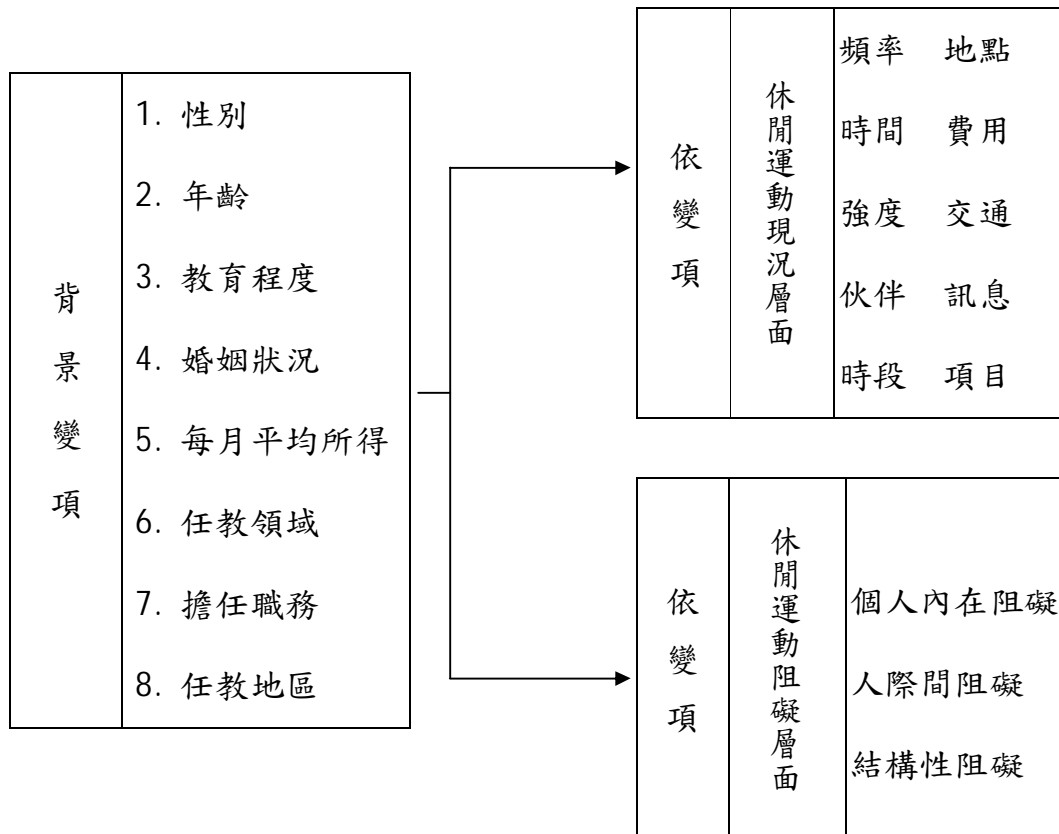 背景變項
1. 性別
2. 年齡
3. 教育程度
4. 婚姻狀況
5. 每月平均所得
6. 任教領域
7. 擔任職務
8. 任教地區
依變項
休閒運動現況層面
頻率 地點
時間 費用
強度 交通
伙伴 訊息
時段 項目
依變項
休閒運動阻礙層面
個人內在阻礙
人際間阻礙
結構性阻礙